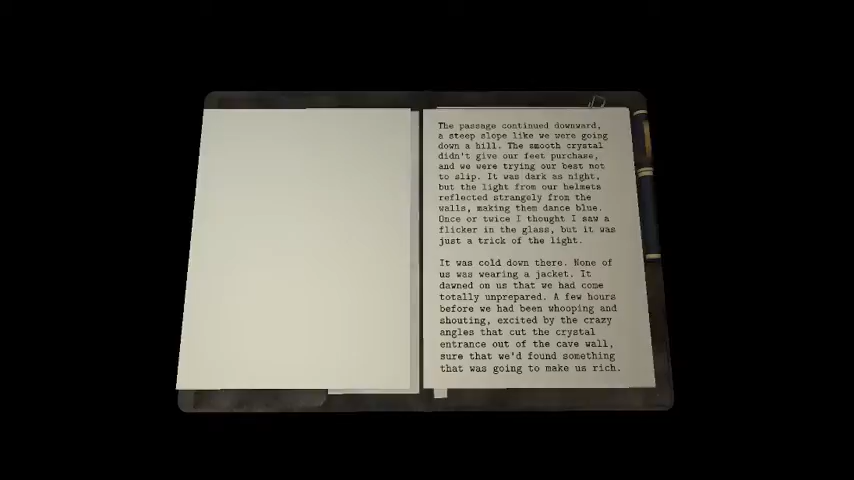 The passage continued downward,
a steep slope like we were going
down a hill. The smooth crystal
didn't give our feet purchase,
and we were trying our best not
to slip. It was dark as night,
but the light from our helmets
reflected strangely from the
walls, making them dance blue.
Once or twice I thought I saw a
flicker in the glass, but it was
just a trick of the light.
It was cold down there. None of
us was wearing a jacket. It
dawned on us that we had come
totally unprepared. A few hours
before we had been whooping and
shouting, excited by the crazy
angles that cut the crystal
entrance out of the cave wall,
sure that we'd found something
that was going to make us rich.